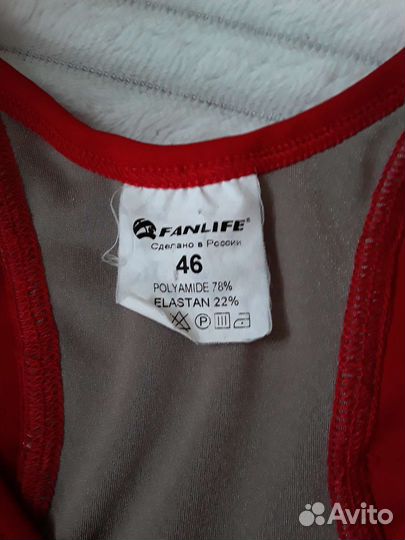 FANLIFE®
Сделано в России
46
POLYAMIDE 78%
ELASTAN 22%
P
Avito